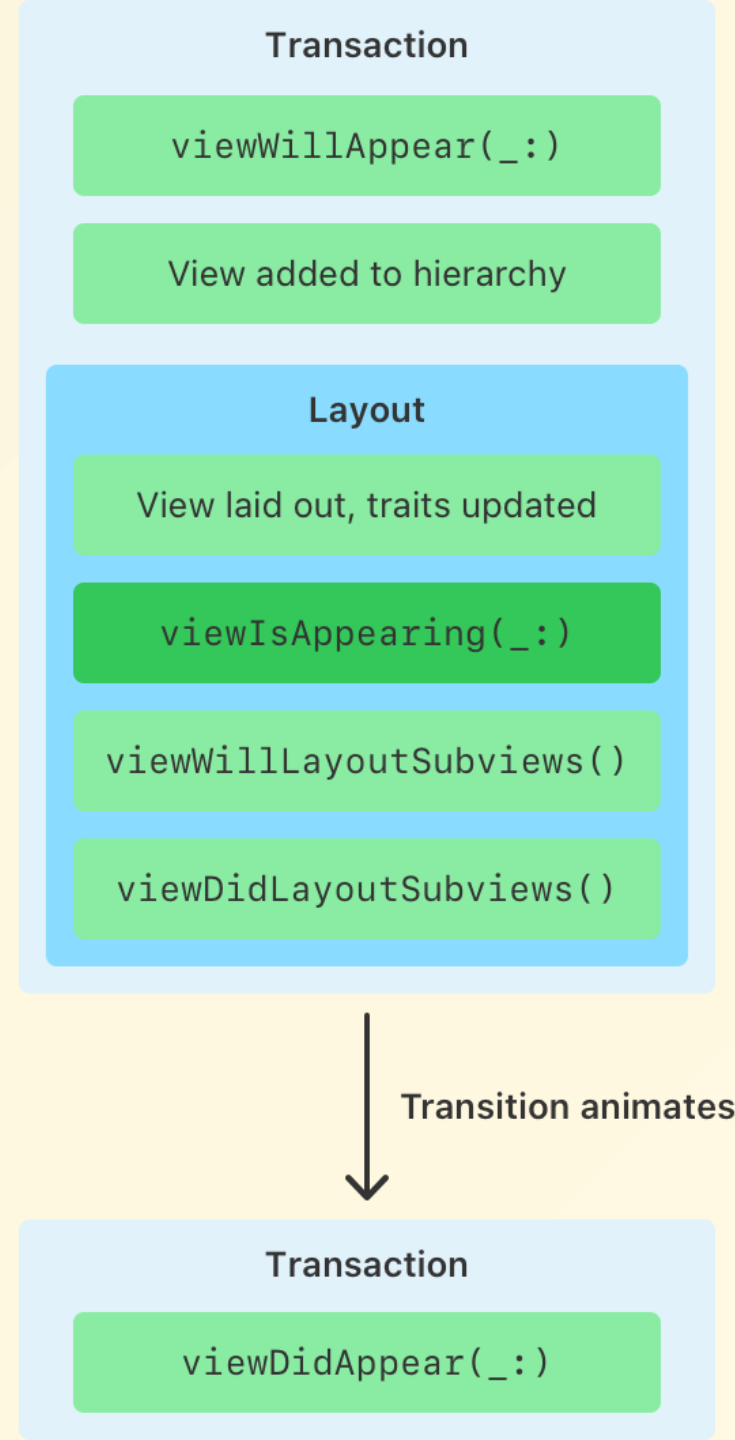 Transaction
viewWillAppear(_:)
View added to hierarchy
Layout
View laid out, traits updated
viewIsAppearing(_:)
viewWillLayoutSubviews()
viewDidLayoutSubviews()
Transition animates
Transaction
viewDidAppear(_:)